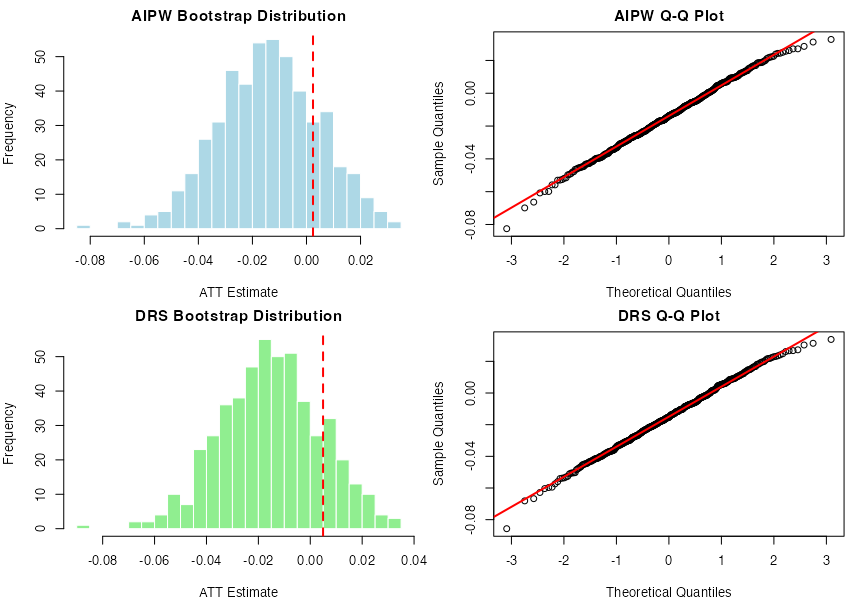 AIPW Bootstrap Distribution
Frequency
0 10 20 30 40 50
-0.08 -0.06 -0.04 -0.02 0.00 0.02
ATT Estimate
AIPW Q-Q Plot
Sample Quantiles
-0.08 -0.04 0.00
-3 -2 -1 0 1 2 3
Theoretical Quantiles
DRS Bootstrap Distribution
Frequency
0 10 20 30 40 50
-0.08 -0.06 -0.04 -0.02 0.00 0.02 0.04
ATT Estimate
DRS Q-Q Plot
Sample Quantiles
-0.08 -0.04 0.00
-3 -2 -1 0 1 2 3
Theoretical Quantiles